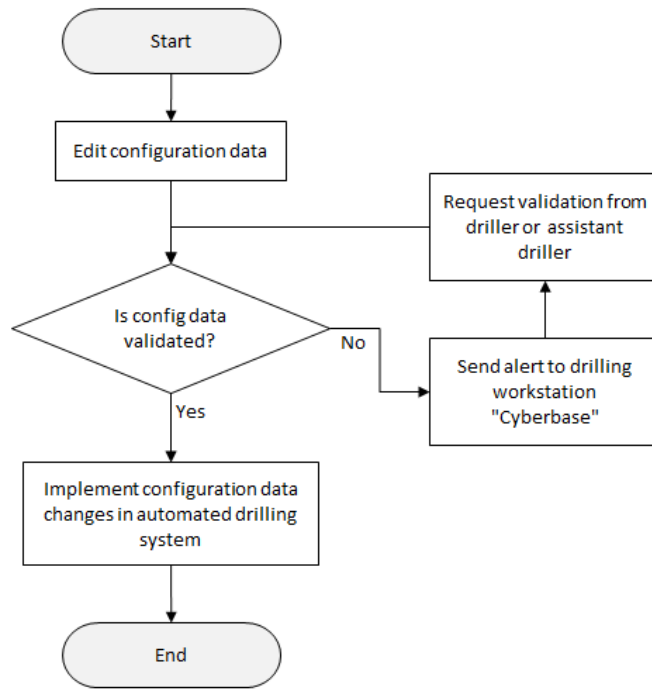 Start
Edit configuration data
Request validation from
driller or assistant
driller
Is config data
validated?
No
Send alert to drilling
workstation
"Cyberbase"
Yes
Implement configuration data
changes in automated drilling
system
End